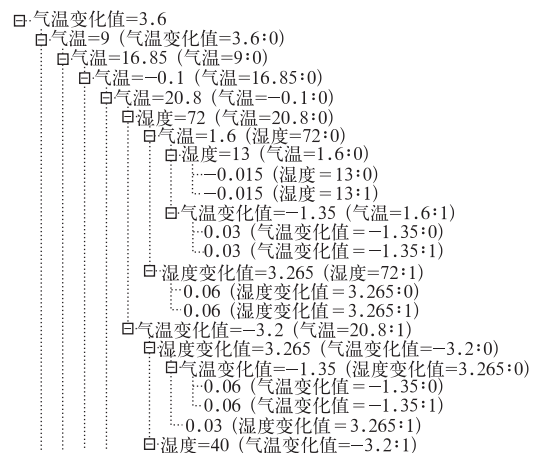 气温变化值=3.6
气温=9 (气温变化值=3.6:0)
气温=16.85 (气温=9:0)
气温=-0.1 (气温=16.85:0)
气温=20.8 (气温=-0.1:0)
湿度=72 (气温=20.8:0)
气温=1.6 (湿度=72:0)
湿度=13 (气温=1.6:0)
-0.015 (湿度=13:0)
-0.015 (湿度=13:1)
气温变化值=-1.35 (气温=1.6:1)
0.03 (气温变化值=-1.35:0)
0.03 (气温变化值=-1.35:1)
湿度变化值=3.265 (湿度=72:1)
0.06 (湿度变化值=3.265:0)
0.06 (湿度变化值=3.265:1)
气温变化值=-3.2 (气温=20.8:1)
湿度变化值=3.265 (气温变化值=-3.2:0)
气温变化值=-1.35 (湿度变化值=3.265:0)
0.06 (气温变化值=-1.35:0)
0.06 (气温变化值=-1.35:1)
0.03 (湿度变化值=3.265:1)
湿度=40 (气温变化值=-3.2:1)